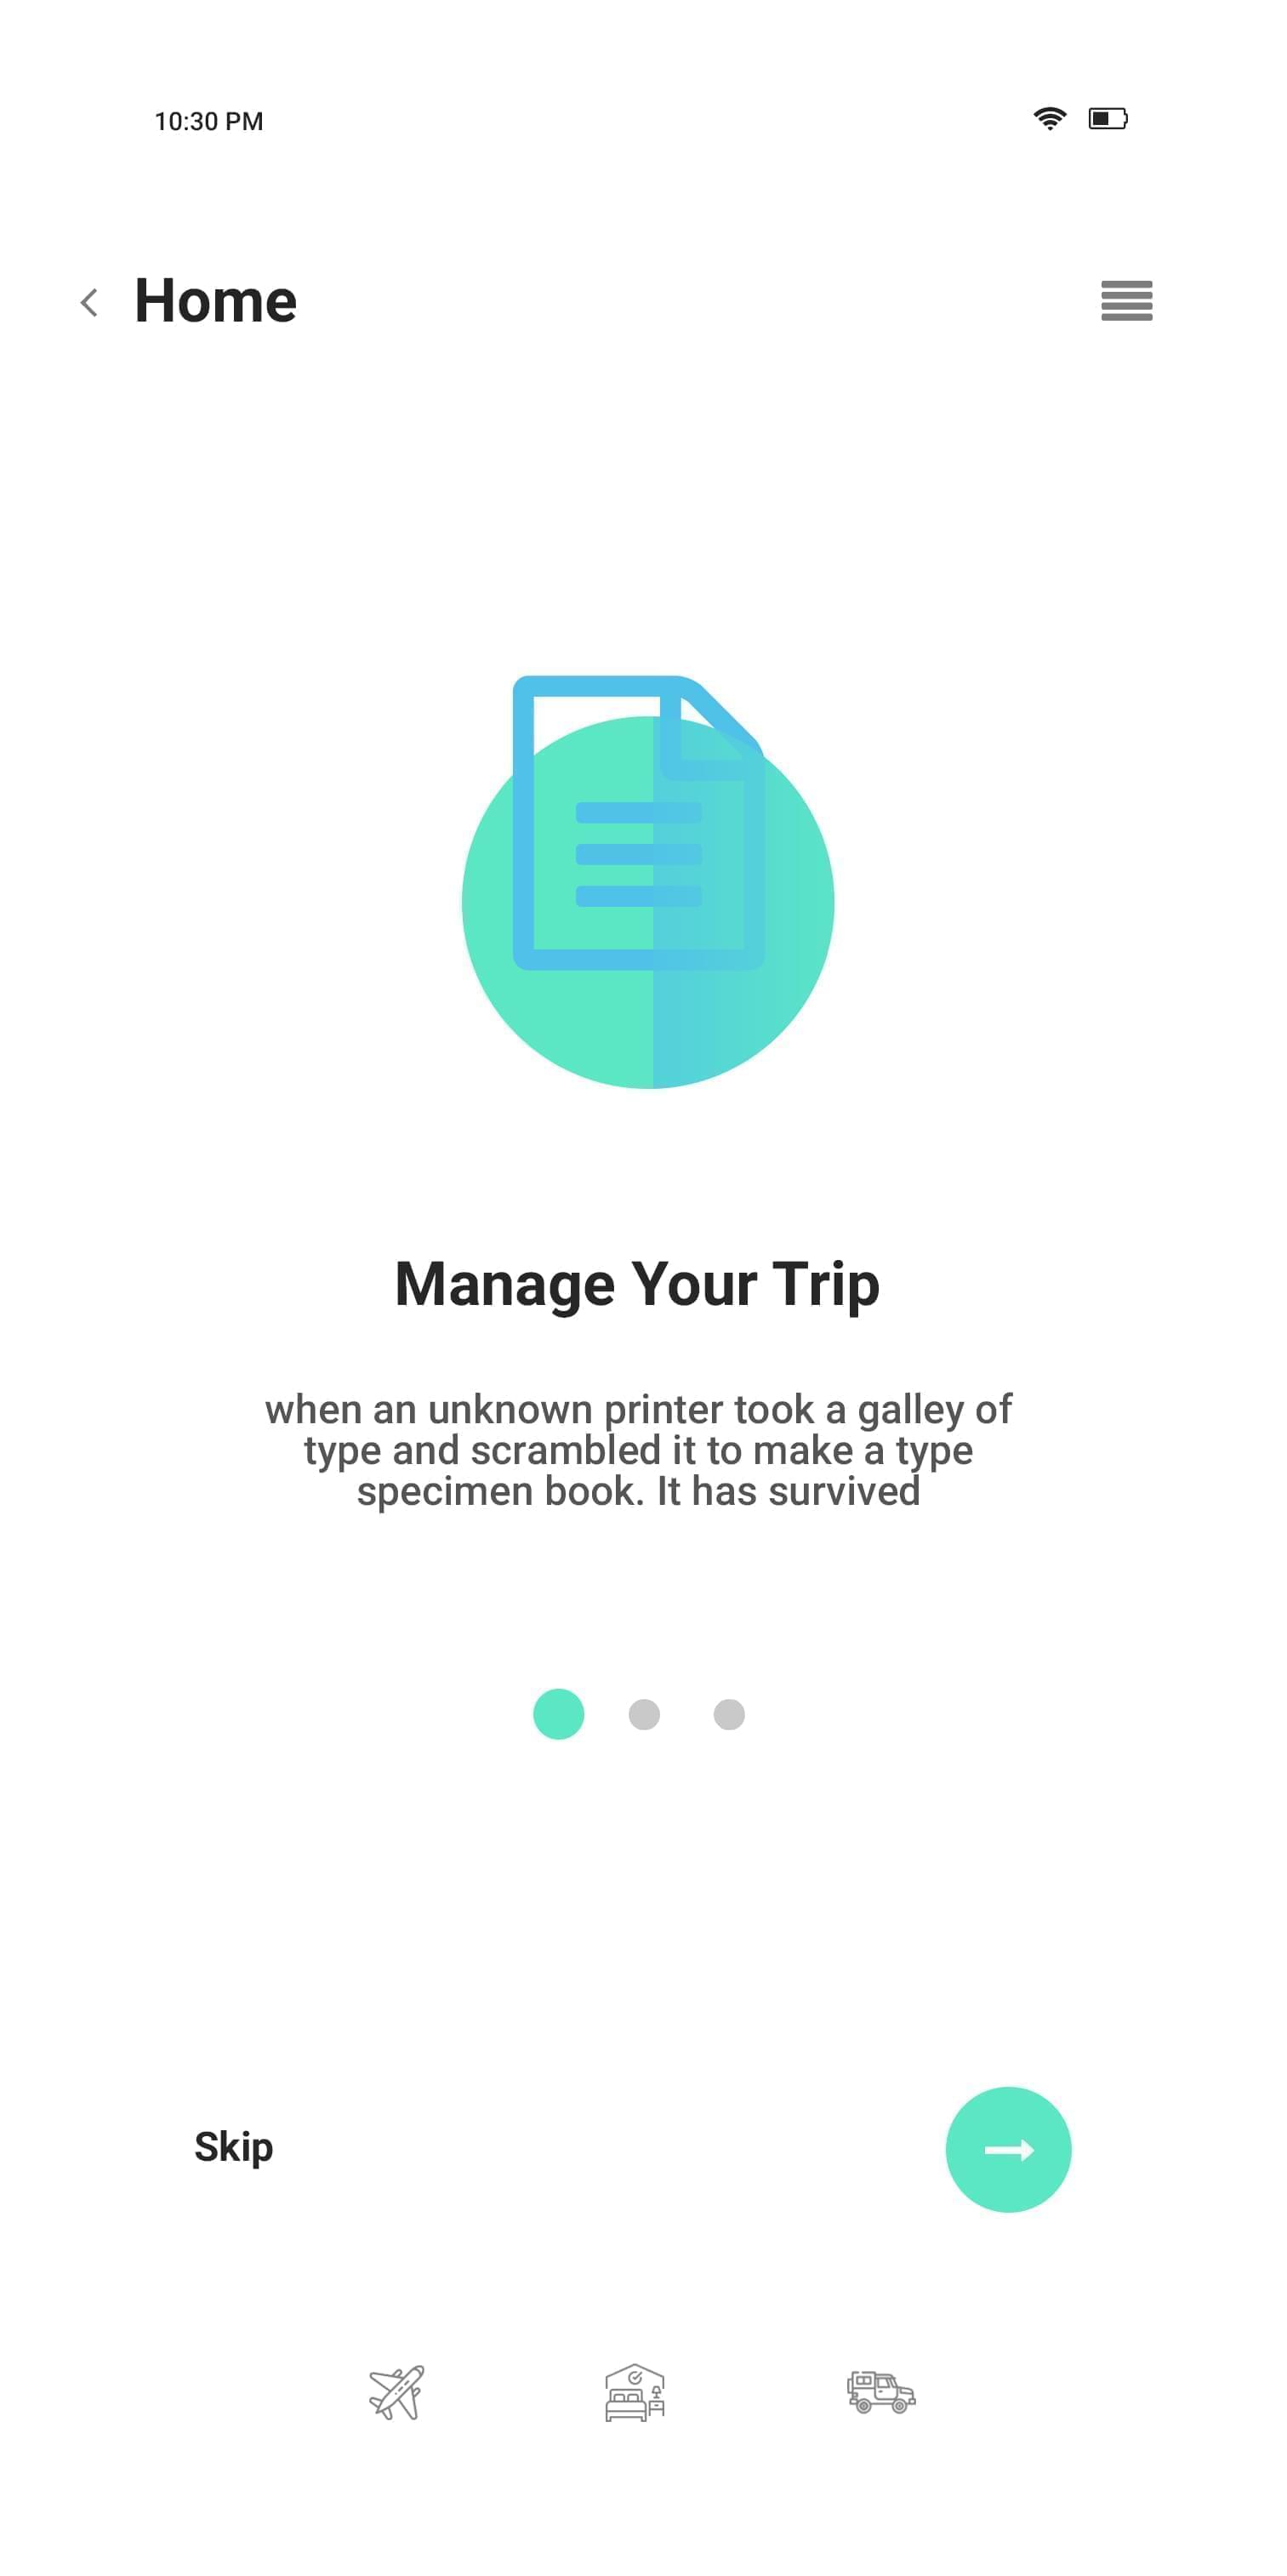 10:30 PM
Home
Manage Your Trip
when an unknown printer took a galley of
type and scrambled it to make a type
specimen book. It has survived
Skip